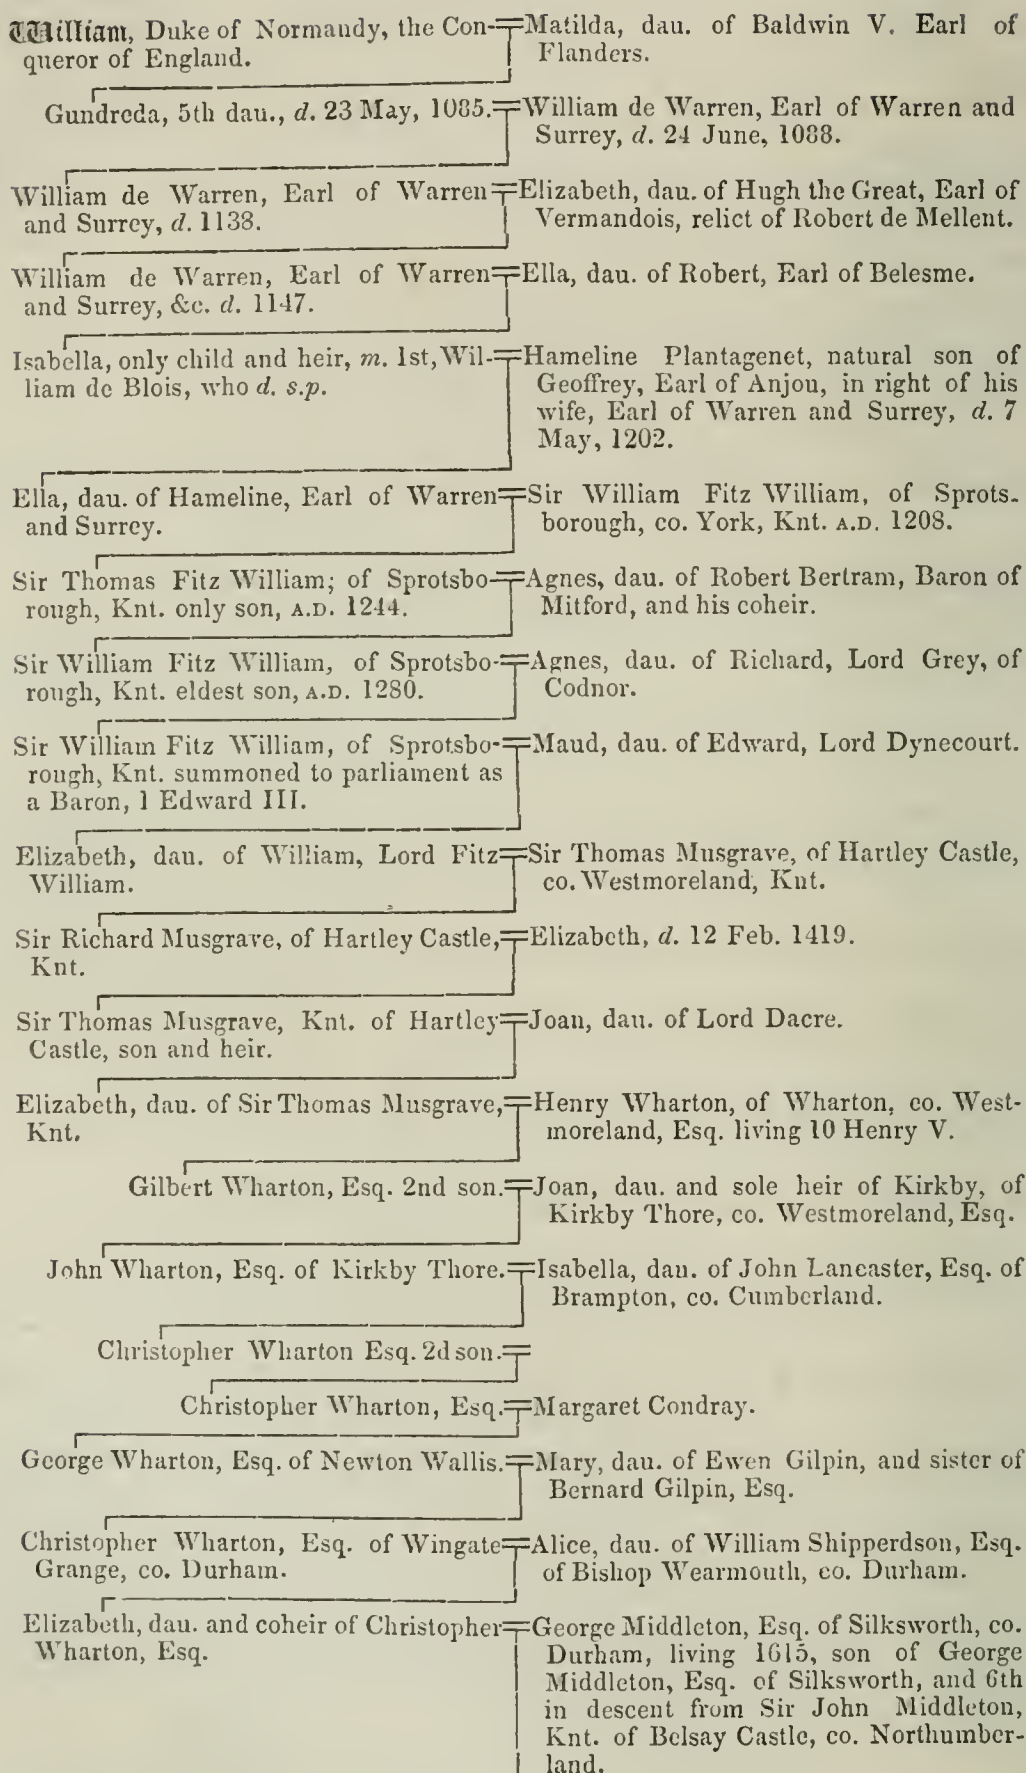 William, Duke of Normandy, the Con-
queror of England.
Matilda, dau. of Baldwin V. Earl of
Flanders.
Gundreda, 5th dau., d. 23 May, 1085.
William de Warren, Earl of Warren and
Surrey, d. 24 June, 1088.
William de Warren, Earl of Warren
and Surrey, d. 1138.
Elizabeth, dau. of Hugh the Great, Earl of
Vermandois, relict of Robert de Mellent.
William de Warren, Earl of Warren
and Surrey, &c. d. 1147.
Ella, dau. of Robert, Earl of Belesme.
Isabella, only child and heir, m. 1st, Wil-
liam de Blois, who d. s.p.
Hameline Plantagenet, natural son of
Geoffrey, Earl of Anjou, in right of his
wife, Earl of Warren and Surrey, d. 7
May, 1202.
Ella, dau. of Hameline, Earl of Warren
and Surrey.
Sir William Fitz William, of Sprots-
borough, co. York, Knt. A.D. 1208.
Sir Thomas Fitz William; of Sprotsbo-
rough, Knt. only son, A.D. 1244.
Agnes, dau. of Robert Bertram, Baron of
Mitford, and his coheir.
Sir William Fitz William, of Sprotsbo-
rough, Knt. eldest son, A.D. 1280.
Agnes, dau. of Richard, Lord Grey, of
Codnor.
Sir William Fitz William, of Sprotsbo-
rough, Knt. summoned to parliament as
a Baron, 1 Edward III.
Maud, dau. of Edward, Lord Dynecourt.
Elizabeth, dau. of William, Lord Fitz
William.
Sir Thomas Musgrave, of Hartley Castle,
co. Westmoreland, Knt.
Sir Richard Musgrave, of Hartley Castle,
Knt.
Elizabeth, d. 12 Feb. 1419.
Sir Thomas Musgrave, Knt. of Hartley
Castle, son and heir.
Joan, dau. of Lord Dacre.
Elizabeth, dau. of Sir Thomas Musgrave,
Knt.
Henry Wharton, of Wharton, co. West-
moreland, Esq. living 10 Henry V.
Gilbert Wharton, Esq. 2nd son.
Joan, dau. and sole heir of Kirkby, of
Kirkby Thore, co. Westmoreland, Esq.
John Wharton, Esq. of Kirkby Thore.
Isabella, dau. of John Lancaster, Esq. of
Brampton, co. Cumberland.
Christopher Wharton Esq. 2d son.
Christopher Wharton, Esq.
Margaret Condray.
George Wharton, Esq. of Newton Wallis.
Mary, dau. of Ewen Gilpin, and sister of
Bernard Gilpin, Esq.
Christopher Wharton, Esq. of Wingate
Grange, co. Durham.
Alice, dau. of William Shipperdson, Esq.
of Bishop Wearmouth, co. Durham.
Elizabeth, dau. and coheir of Christopher
Wharton, Esq.
George Middleton, Esq. of Silksworth, co.
Durham, living 1615, son of George
Middleton, Esq. of Silksworth, and 6th
in descent from Sir John Middleton,
Knt. of Belsay Castle, co. Northumber-
land.